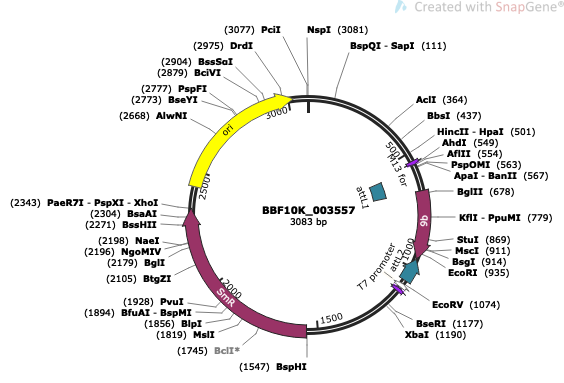 Created with SnapGene®
(3077) PciI
NspI (3081)
(2975) DrdI
BspQI - SapI (111)
(2904) BssSαI
(2879) BciVI
(2777) PspFI
(2773) BseYI
(2668) AlwNI
AclI (364)
BbsI (437)
HincII - HpaI (501)
AhdI (549)
AflII (554)
PspOMI (563)
ApaI - BanII (567)
BglII (678)
KflI - PpuMI (779)
StuI (869)
MscI (911)
BsgI (914)
EcoRI (935)
EcoRV (1074)
BseRI (1177)
XbaI (1190)
(2343) PaeR7I - PspXI - XhoI
(2304) BsaAI
(2271) BssHII
(2198) NaeI
(2196) NgoMIV
(2179) BglI
(2105) BtgZI
(1928) PvuI
(1894) BfuAI - BspMI
(1856) BlpI
(1819) MslI
(1745) BclI*
(1547) BspHI
ori
3000
500
M13 for
attL1
9b
1000
attL2
T7 promoter
1500
2000
SmR
2500
BBF10K_003557
3083 bp